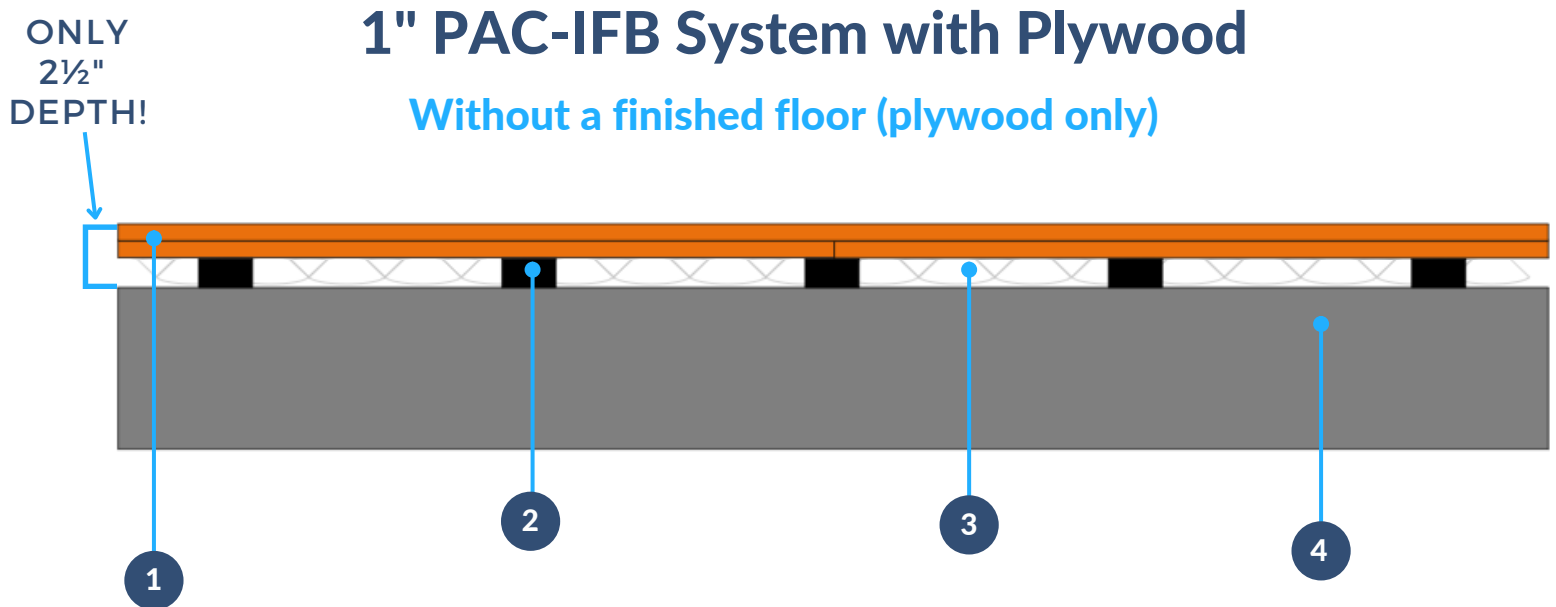 ONLY
2½"
DEPTH!
1" PAC-IFB System with Plywood
Without a finished floor (plywood only)
1
2
3
4